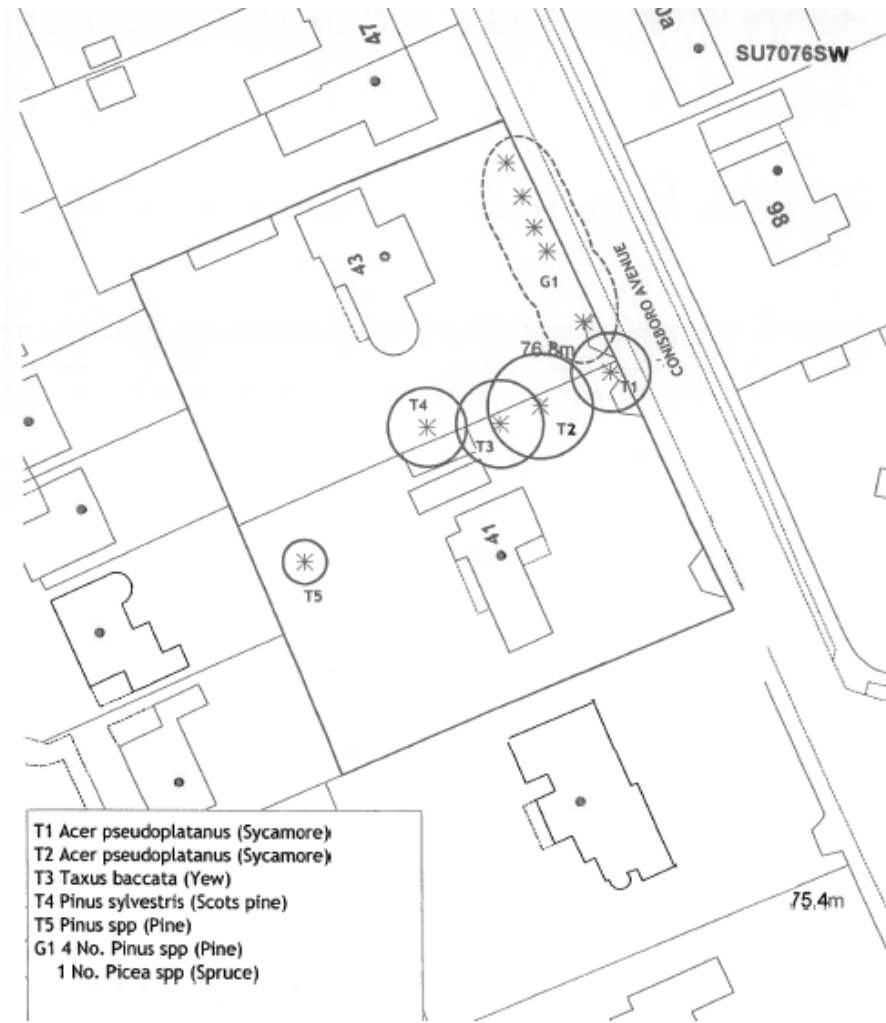 47
0a
SU7076SW
86
43
G1
CONISBORO AVENUE
76.8m
T1
T4
T3
T2
41
T5
T1 Acer pseudoplatanus (Sycamore)
T2 Acer pseudoplatanus (Sycamore)
T3 Taxus baccata (Yew)
T4 Pinus sylvestris (Scots pine)
T5 Pinus spp (Pine)
G1 4 No. Pinus spp (Pine)
1 No. Picea spp (Spruce)
75.4m